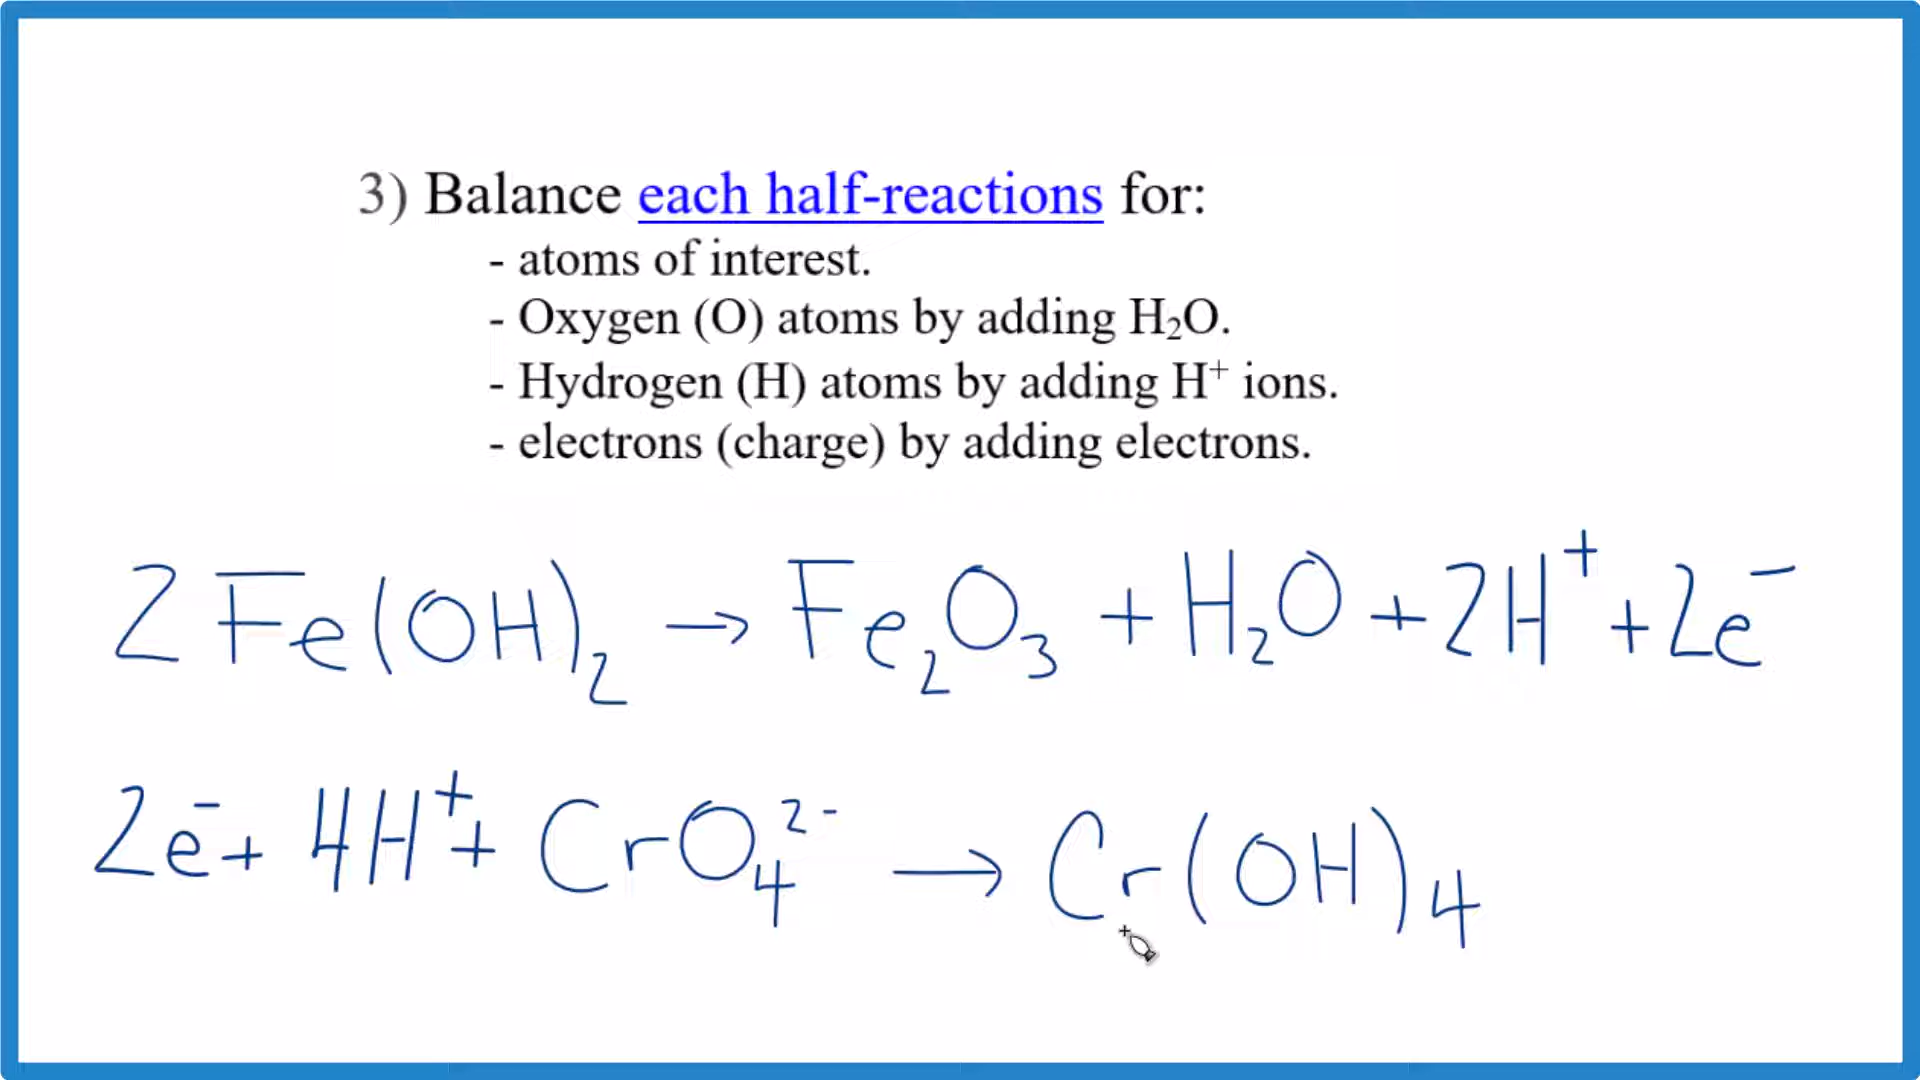 3) Balance each half-reactions for:
- atoms of interest.
- Oxygen (O) atoms by adding H₂O.
- Hydrogen (H) atoms by adding H⁺ ions.
- electrons (charge) by adding electrons.
2Fe(OH)₂ → Fe₂O₃ + H₂O + 2H⁺ + 2e⁻
2e⁻ + 4H⁺ + CrO₄²⁻ → Cr(OH)₄